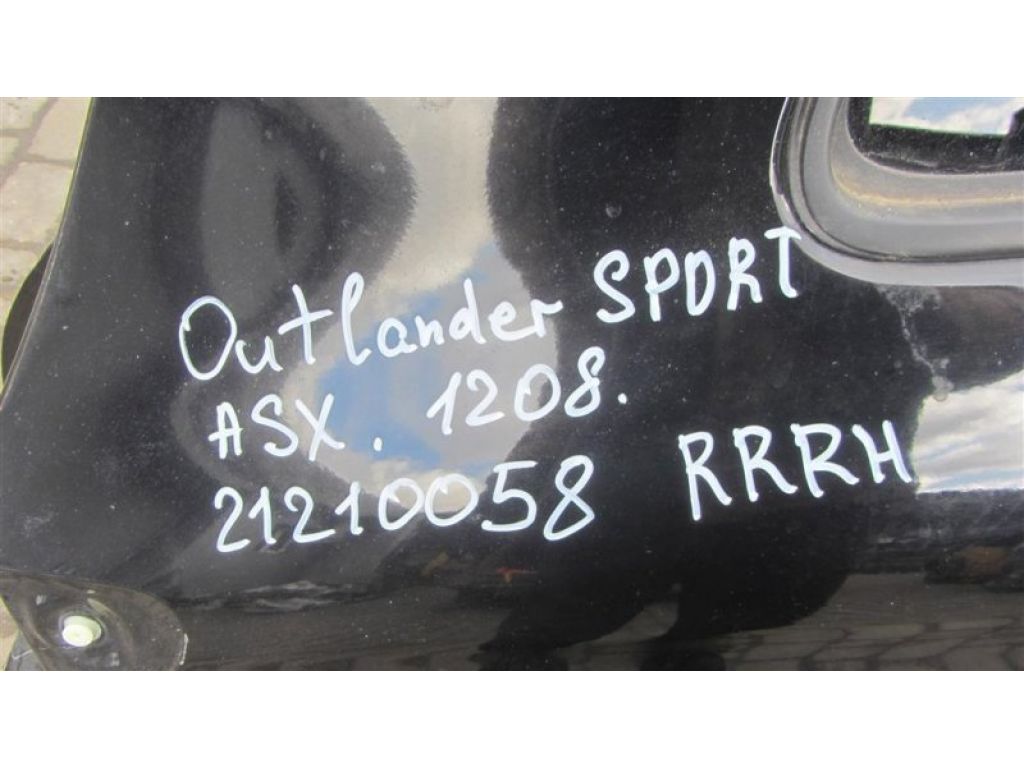 Outlander SPORT
ASX. 1208.
21210058 RRRH